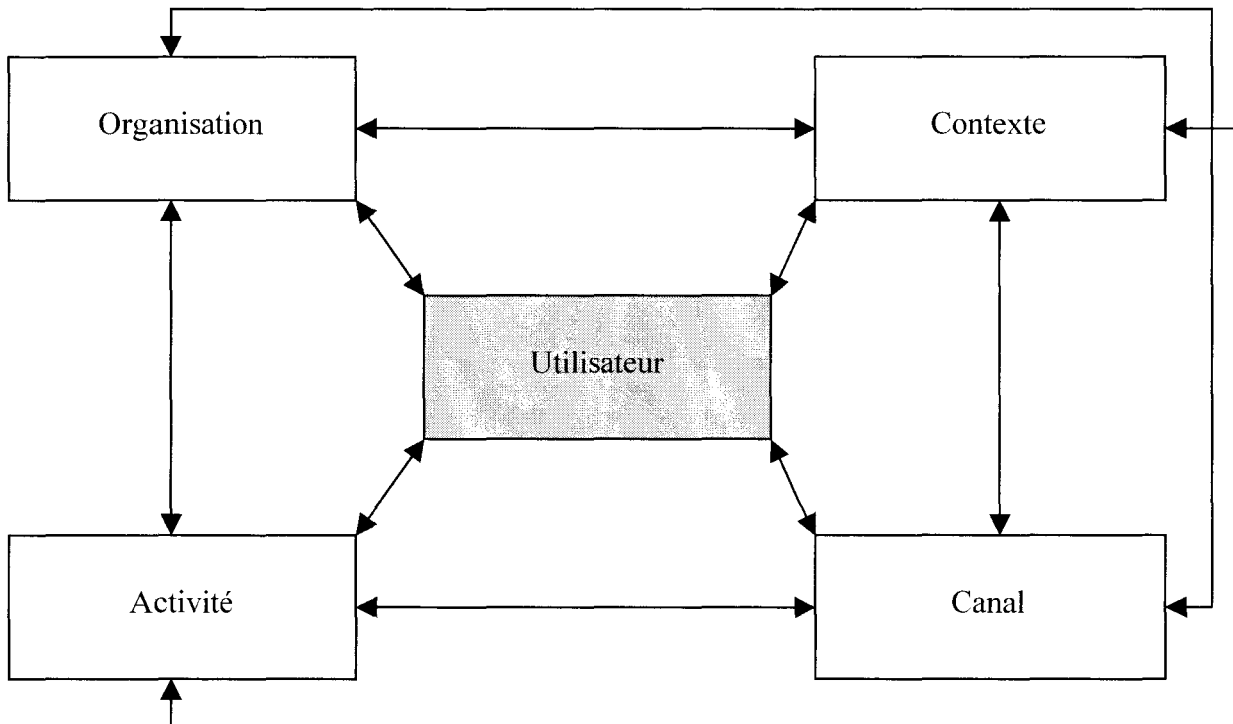 Organisation
Contexte
Utilisateur
Activité
Canal